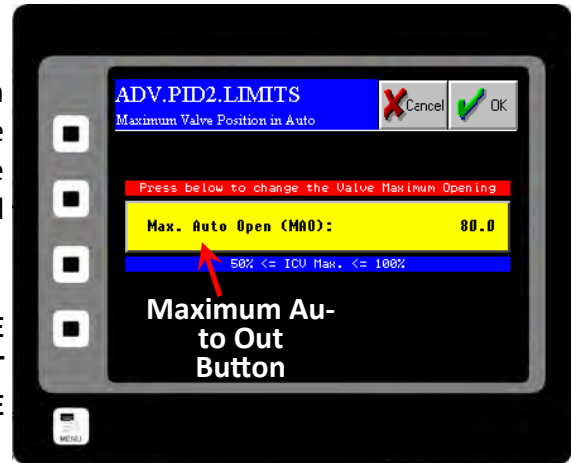 ADV.PID2.LIMITS
Maximum Valve Position in Auto
Cancel
OK
Press below to change the Valve Maximum Opening
Max. Auto Open (MAO): 80.0
50% <= ICV Max. <= 100%
Maximum Au-
to Out
Button
MENU